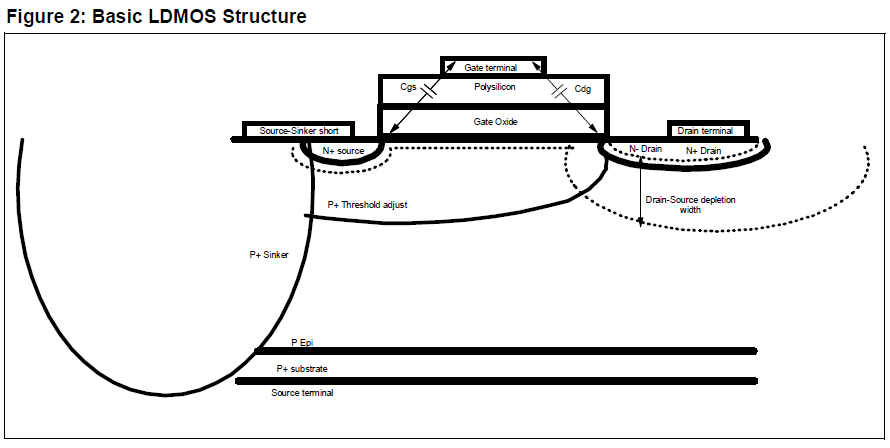 Figure 2: Basic LDMOS Structure
Gate terminal
Cgs
Polysilicon
Cdg
Gate Oxide
Source-Sinker short
Drain terminal
N+ source
N- Drain
N+ Drain
P+ Threshold adjust
Drain-Source depletion
width
P+ Sinker
P Epi
P+ substrate
Source terminal